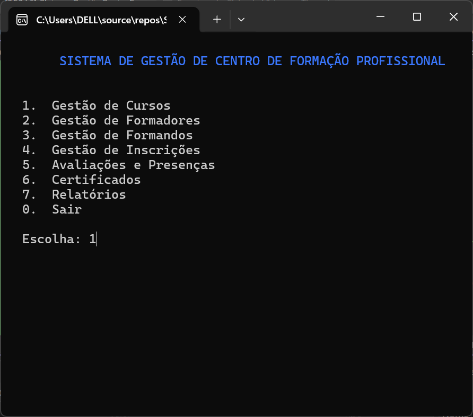 C:\Users\DELL\source\repos\S
SISTEMA DE GESTÃO DE CENTRO DE FORMAÇÃO PROFISSIONAL
1. Gestão de Cursos
2. Gestão de Formadores
3. Gestão de Formandos
4. Gestão de Inscrições
5. Avaliações e Presenças
6. Certificados
7. Relatórios
0. Sair
Escolha: 1